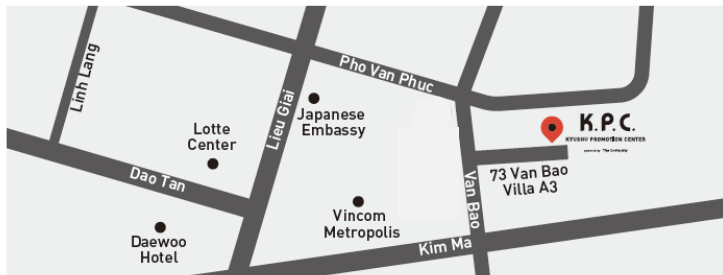 Linh Lang
Pho Van Phuc
Lieu Giai
Japanese
Embassy
K.P.C.
KYUSHU PROMOTION CENTER
Lotte
Center
73 Van Bao
Villa A3
Dao Tan
Van Bao
Vincom
Metropolis
Daewoo
Hotel
Kim Ma